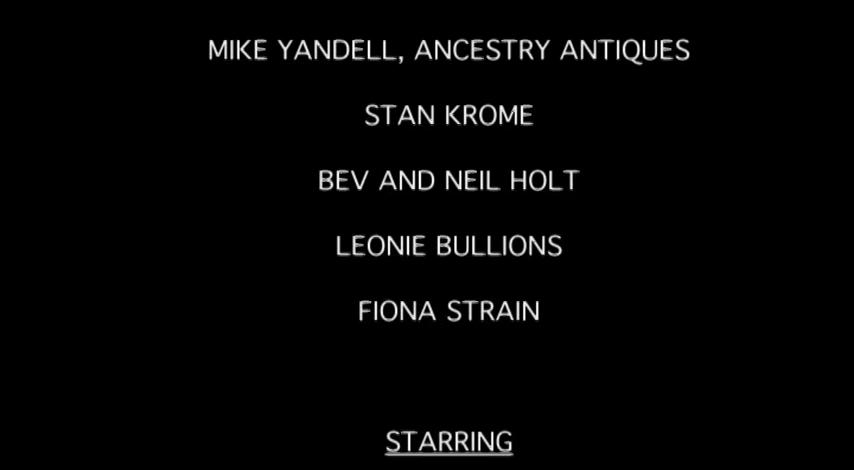 MIKE YANDELL, ANCESTRY ANTIQUES
STAN KROME
BEV AND NEIL HOLT
LEONIE BULLIONS
FIONA STRAIN
STARRING